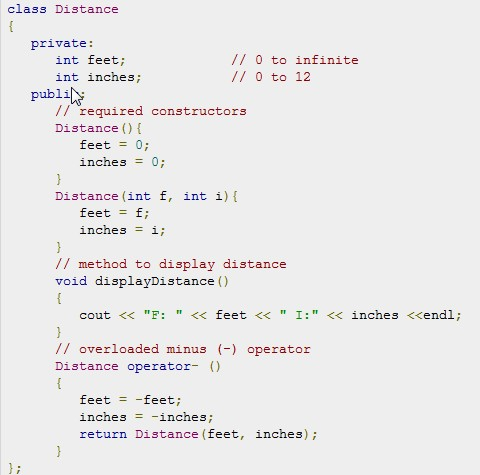 class Distance
{
   private:
      int feet;             // 0 to infinite
      int inches;           // 0 to 12
   public:
      // required constructors
      Distance(){
         feet = 0;
         inches = 0;
      }
      Distance(int f, int i){
         feet = f;
         inches = i;
      }
      // method to display distance
      void displayDistance()
      {
         cout << "F: " << feet << " I:" << inches <<endl;
      }
      // overloaded minus (-) operator
      Distance operator- ()
      {
         feet = -feet;
         inches = -inches;
         return Distance(feet, inches);
      }
};